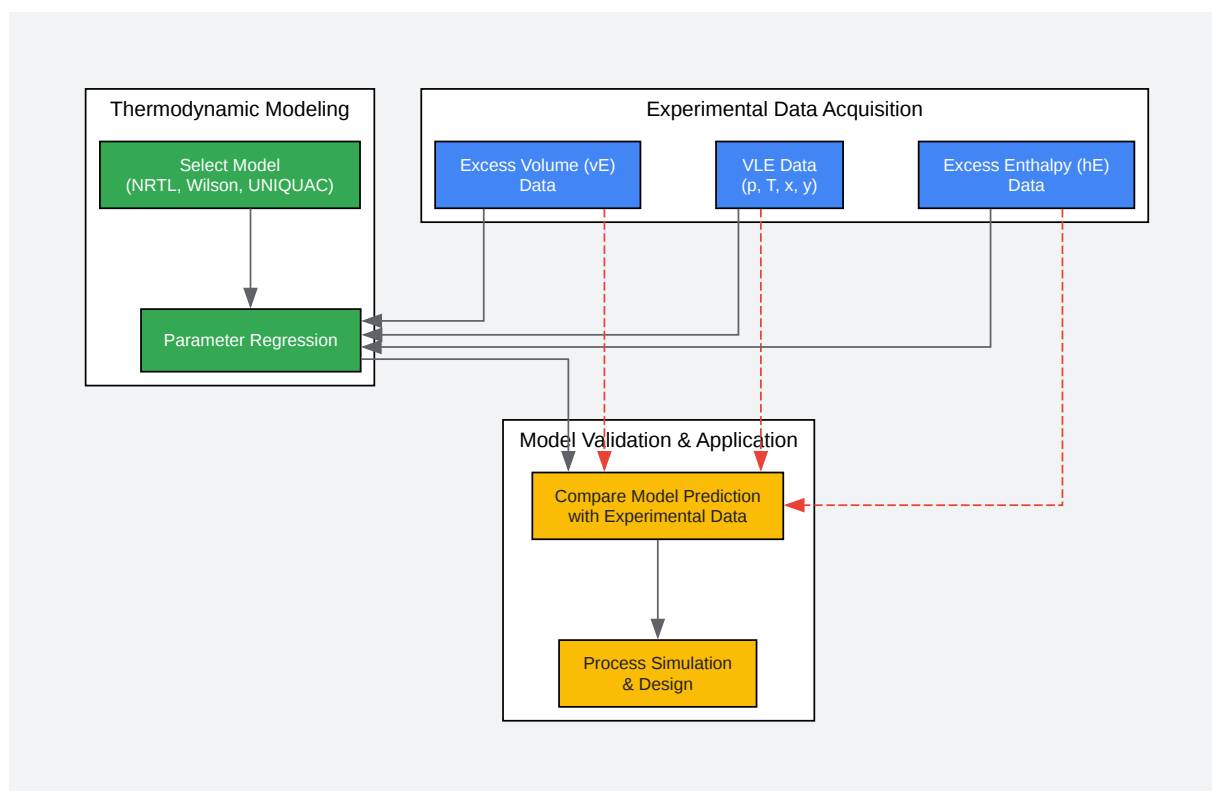 Thermodynamic Modeling
Select Model
(NRTL, Wilson, UNIQUAC)
Parameter Regression
Experimental Data Acquisition
Excess Volume (vE)
Data
VLE Data
(p, T, x, y)
Excess Enthalpy (hE)
Data
Model Validation & Application
Compare Model Prediction
with Experimental Data
Process Simulation
& Design